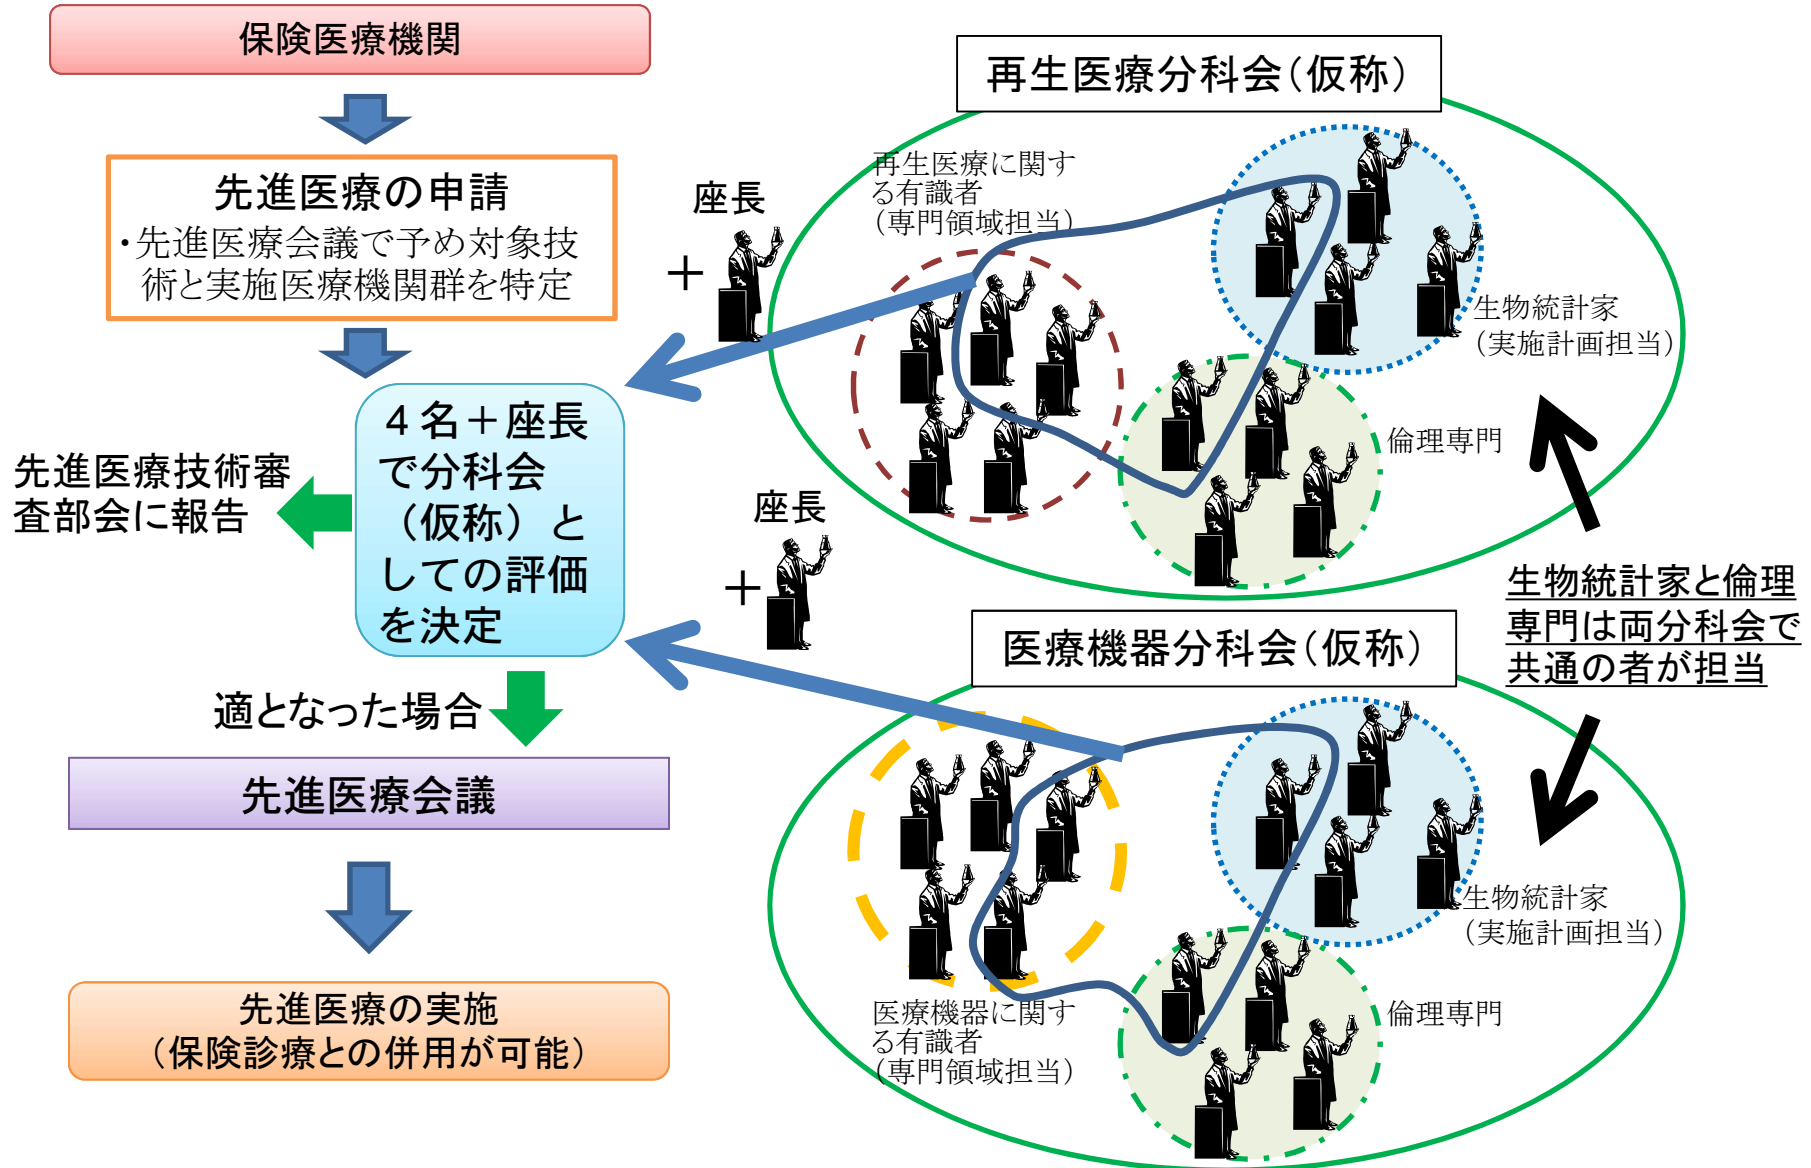 保険医療機関
先進医療の申請
・先進医療会議で予め対象技
術と実施医療機関群を特定
４名＋座長
で分科会
（仮称）と
しての評価
を決定
先進医療技術審
査部会に報告
適となった場合
先進医療会議
先進医療の実施
（保険診療との併用が可能）
再生医療分科会（仮称）
再生医療に関す
る有識者
（専門領域担当）
座長
＋
生物統計家
（実施計画担当）
倫理専門
座長
＋
生物統計家と倫理
専門は両分科会で
共通の者が担当
医療機器分科会（仮称）
生物統計家
（実施計画担当）
倫理専門
医療機器に関す
る有識者
（専門領域担当）